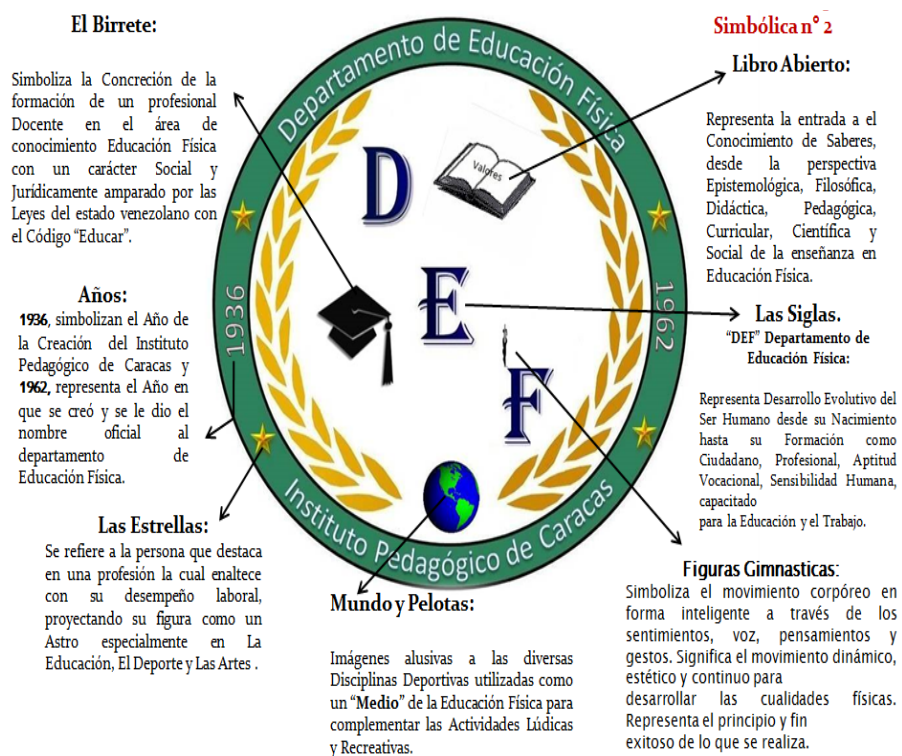 El Birrete:
Simboliza la Concreción de la
formación de un profesional
Docente en el área de
conocimiento Educación Física
con un carácter Social y
Jurídicamente amparado por las
Leyes del estado venezolano con
el Código “Educar”.
Años:
1936, simbolizan el Año de
la Creación del Instituto
Pedagógico de Caracas y
1962, representa el Año en
que se creó y se le dio el
nombre oficial al
departamento de
Educación Física.
Las Estrellas:
Se refiere a la persona que destaca
en una profesión la cual enaltece
con su desempeño laboral,
proyectando su figura como un
Astro especialmente en La
Educación, El Deporte y Las Artes .
Departamento de Educación Física
1936
1962
Instituto Pedagógico de Caracas
D
Valores
E
F
Mundo y Pelotas:
Imágenes alusivas a las diversas
Disciplinas Deportivas utilizadas como
un “Medio” de la Educación Física para
complementar las Actividades Lúdicas
y Recreativas.
Simbólica n° 2
Libro Abierto:
Representa la entrada a el
Conocimiento de Saberes,
desde la perspectiva
Epistemológica, Filosófica,
Didáctica, Pedagógica,
Curricular, Científica y
Social de la enseñanza en
Educación Física.
Las Siglas.
“DEF” Departamento de
Educación Física:
Representa Desarrollo Evolutivo del
Ser Humano desde su Nacimiento
hasta su Formación como
Ciudadano, Profesional, Aptitud
Vocacional, Sensibilidad Humana,
capacitado
para la Educación y el Trabajo.
Figuras Gimnasticas:
Simboliza el movimiento corpóreo en
forma inteligente a través de los
sentimientos, voz, pensamientos y
gestos. Significa el movimiento dinámico,
estético y continuo para
desarrollar las cualidades físicas.
Representa el principio y fin
exitoso de lo que se realiza.